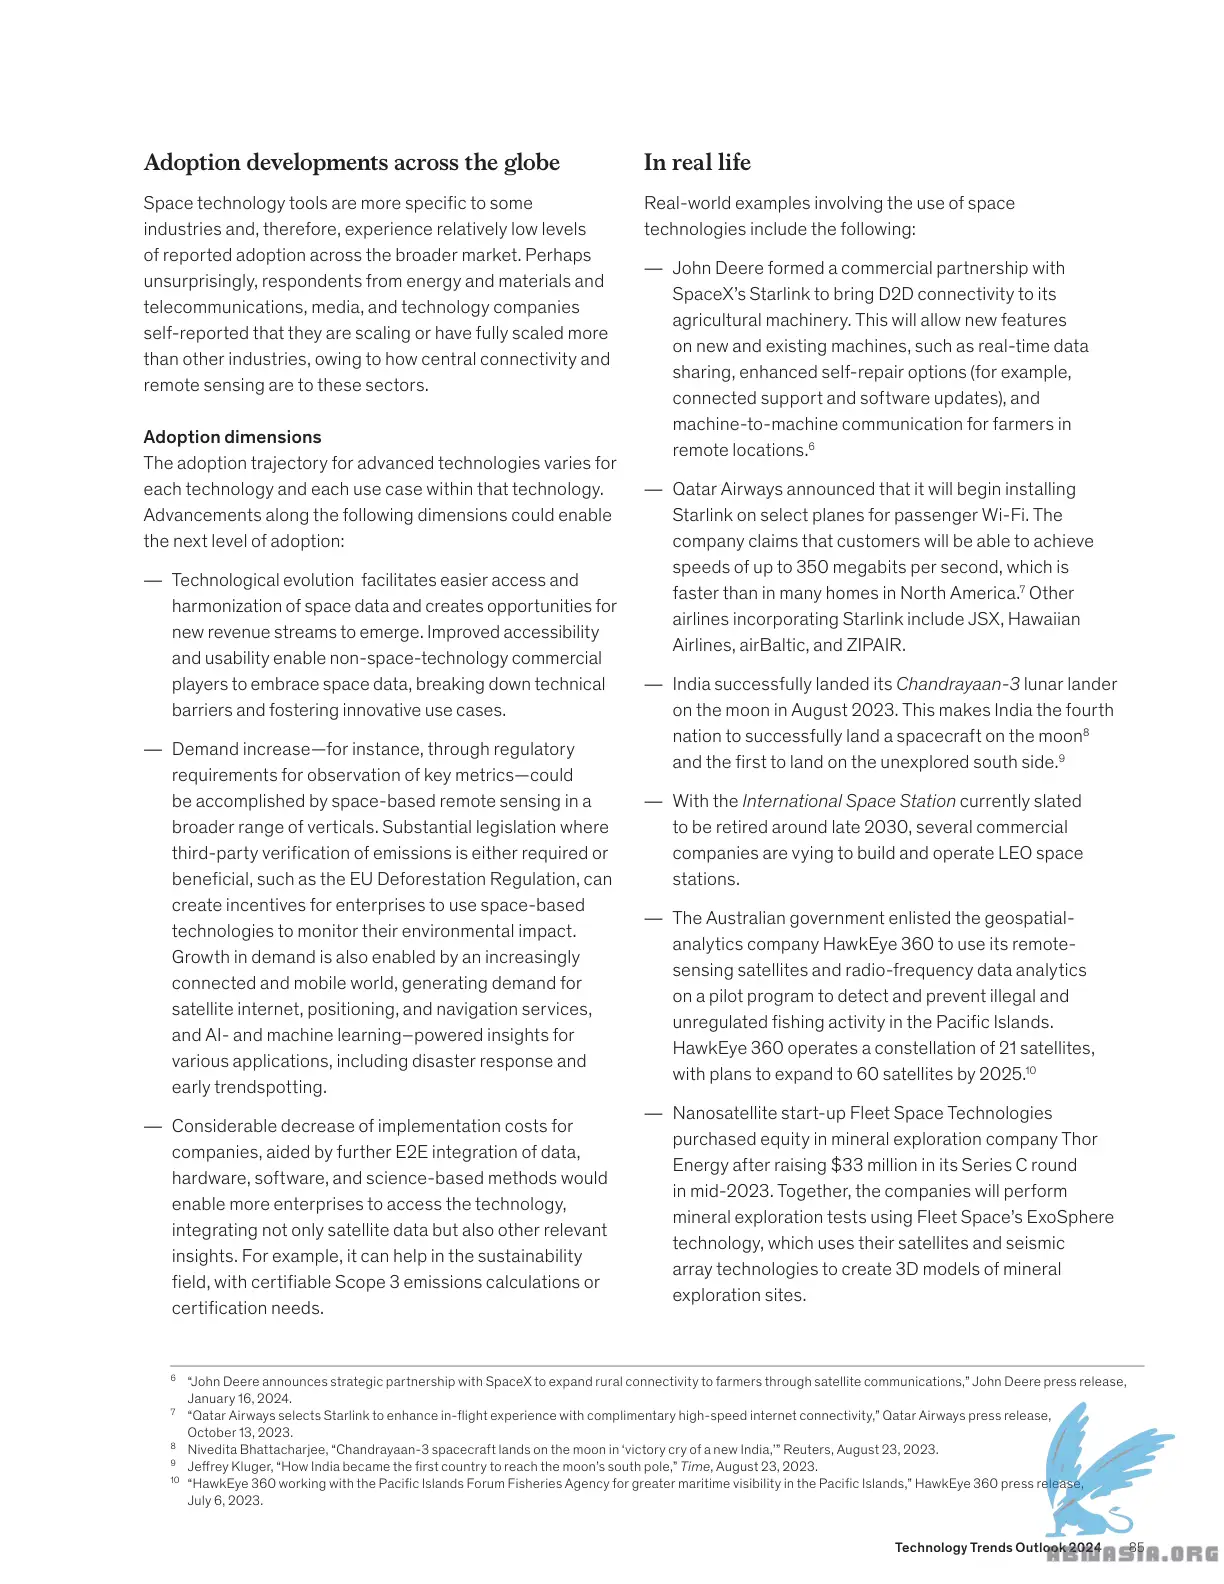 Adoption developments across the globe
Space technology tools are more specific to some
industries and, therefore, experience relatively low levels
of reported adoption across the broader market. Perhaps
unsurprisingly, respondents from energy and materials and
telecommunications, media, and technology companies
self-reported that they are scaling or have fully scaled more
than other industries, owing to how central connectivity and
remote sensing are to these sectors.
Adoption dimensions
The adoption trajectory for advanced technologies varies for
each technology and each use case within that technology.
Advancements along the following dimensions could enable
the next level of adoption:
— Technological evolution facilitates easier access and
harmonization of space data and creates opportunities for
new revenue streams to emerge. Improved accessibility
and usability enable non-space-technology commercial
players to embrace space data, breaking down technical
barriers and fostering innovative use cases.
— Demand increase—for instance, through regulatory
requirements for observation of key metrics—could
be accomplished by space-based remote sensing in a
broader range of verticals. Substantial legislation where
third-party verification of emissions is either required or
beneficial, such as the EU Deforestation Regulation, can
create incentives for enterprises to use space-based
technologies to monitor their environmental impact.
Growth in demand is also enabled by an increasingly
connected and mobile world, generating demand for
satellite internet, positioning, and navigation services,
and AI- and machine learning–powered insights for
various applications, including disaster response and
early trendspotting.
— Considerable decrease of implementation costs for
companies, aided by further E2E integration of data,
hardware, software, and science-based methods would
enable more enterprises to access the technology,
integrating not only satellite data but also other relevant
insights. For example, it can help in the sustainability
field, with certifiable Scope 3 emissions calculations or
certification needs.
In real life
Real-world examples involving the use of space
technologies include the following:
— John Deere formed a commercial partnership with
SpaceX’s Starlink to bring D2D connectivity to its
agricultural machinery. This will allow new features
on new and existing machines, such as real-time data
sharing, enhanced self-repair options (for example,
connected support and software updates), and
machine-to-machine communication for farmers in
remote locations.6
— Qatar Airways announced that it will begin installing
Starlink on select planes for passenger Wi-Fi. The
company claims that customers will be able to achieve
speeds of up to 350 megabits per second, which is
faster than in many homes in North America.7 Other
airlines incorporating Starlink include JSX, Hawaiian
Airlines, airBaltic, and ZIPAIR.
— India successfully landed its Chandrayaan-3 lunar lander
on the moon in August 2023. This makes India the fourth
nation to successfully land a spacecraft on the moon8
and the first to land on the unexplored south side.9
— With the International Space Station currently slated
to be retired around late 2030, several commercial
companies are vying to build and operate LEO space
stations.
— The Australian government enlisted the geospatial-
analytics company HawkEye 360 to use its remote-
sensing satellites and radio-frequency data analytics
on a pilot program to detect and prevent illegal and
unregulated fishing activity in the Pacific Islands.
HawkEye 360 operates a constellation of 21 satellites,
with plans to expand to 60 satellites by 2025.10
— Nanosatellite start-up Fleet Space Technologies
purchased equity in mineral exploration company Thor
Energy after raising $33 million in its Series C round
in mid-2023. Together, the companies will perform
mineral exploration tests using Fleet Space’s ExoSphere
technology, which uses their satellites and seismic
array technologies to create 3D models of mineral
exploration sites.
6 “John Deere announces strategic partnership with SpaceX to expand rural connectivity to farmers through satellite communications,” John Deere press release,
January 16, 2024.
7 “Qatar Airways selects Starlink to enhance in-flight experience with complimentary high-speed internet connectivity,” Qatar Airways press release,
October 13, 2023.
8 Nivedita Bhattacharjee, “Chandrayaan-3 spacecraft lands on the moon in ‘victory cry of a new India,’” Reuters, August 23, 2023.
9 Jeffrey Kluger, “How India became the first country to reach the moon’s south pole,” Time, August 23, 2023.
10 “HawkEye 360 working with the Pacific Islands Forum Fisheries Agency for greater maritime visibility in the Pacific Islands,” HawkEye 360 press release,
July 6, 2023.
Technology Trends Outlook 2024 85
ABWASIA.ORG